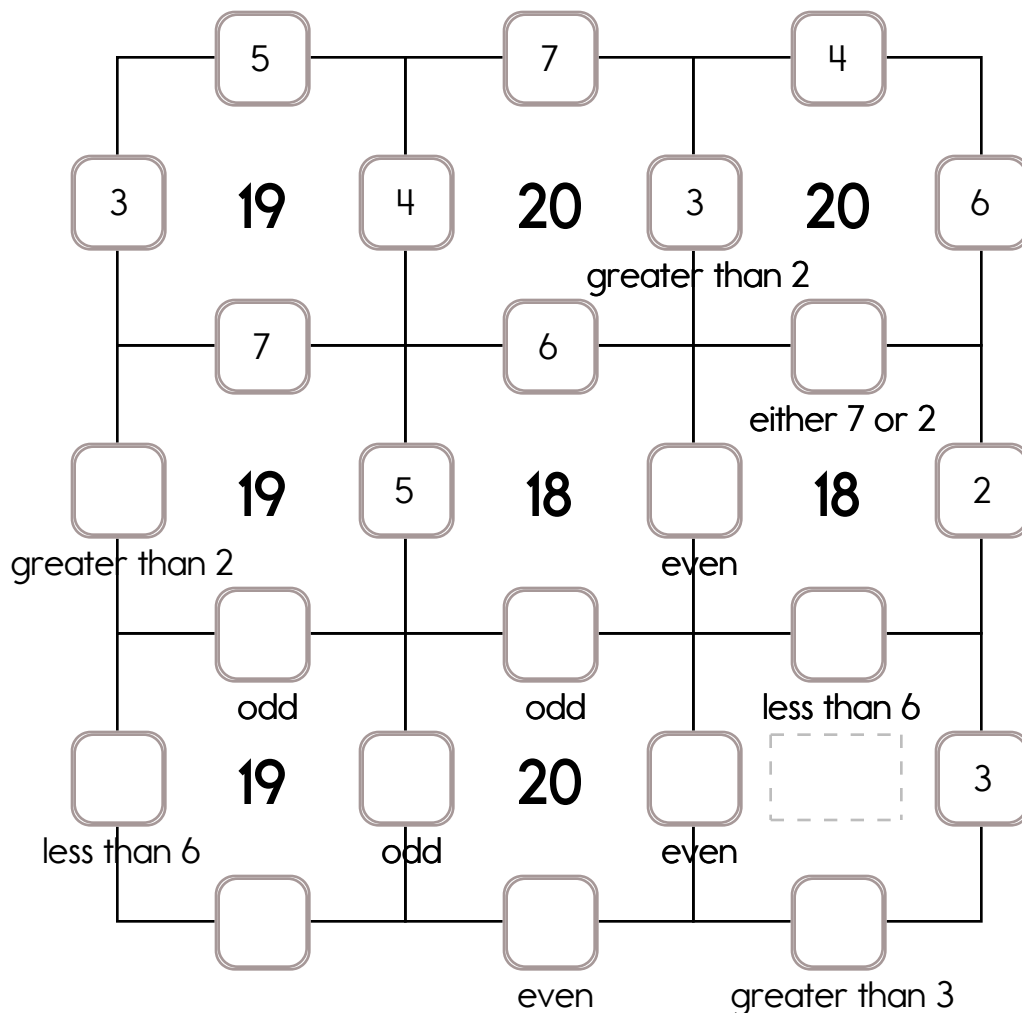 5 7 4
3 19 4 20 3 20 6
greater than 2
7 6
either 7 or 2
19 5 18 18 2
greater than 2 even
odd odd less than 6
19 20 3
less than 6 odd even
even greater than 3